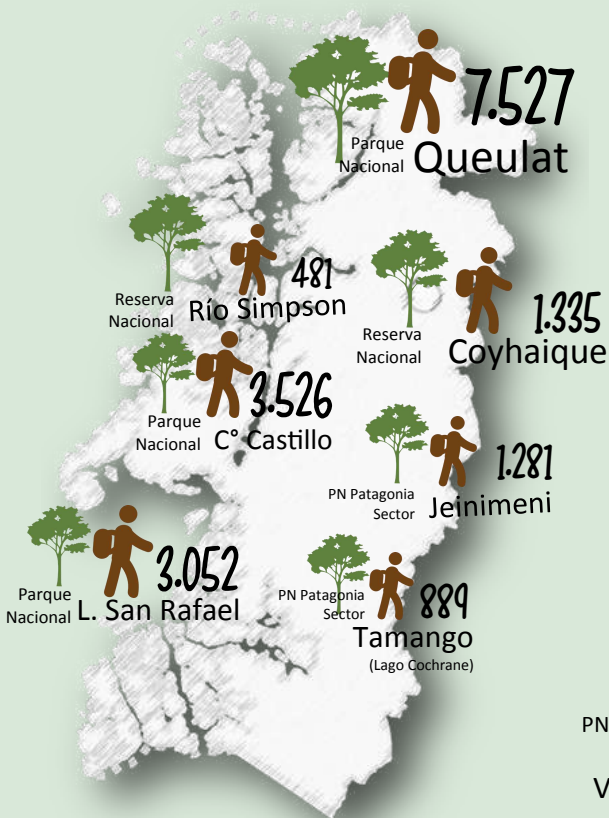 7.527
Parque
Nacional Queulat
481
Reserva
Nacional Río Simpson
1.335
Reserva
Nacional Coyhaique
3.526
Parque
Nacional C° Castillo
1.281
PN Patagonia
Sector Jeinimeni
3.052
Parque
Nacional L. San Rafael
889
PN Patagonia
Sector
Tamango
(Lago Cochrane)
PN
V